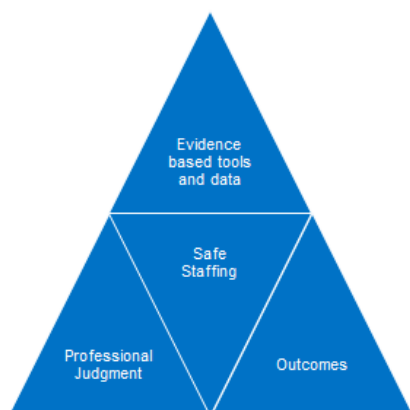 Evidence
based tools
and data
Safe
Staffing
Professional
Judgment
Outcomes